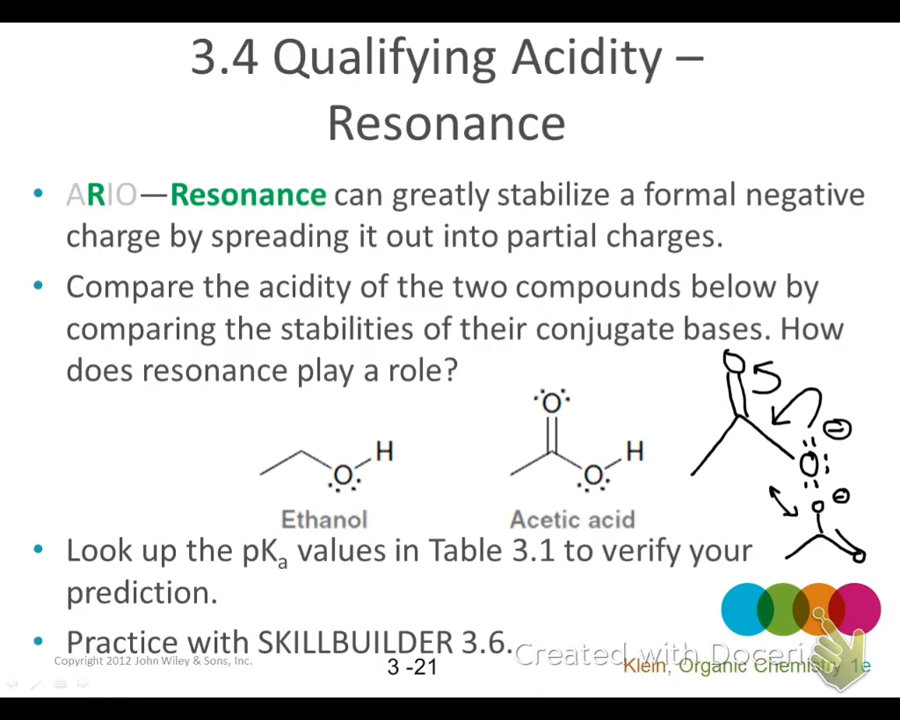 3.4 Qualifying Acidity –
Resonance
• ARIO—Resonance can greatly stabilize a formal negative
charge by spreading it out into partial charges.
• Compare the acidity of the two compounds below by
comparing the stabilities of their conjugate bases. How
does resonance play a role?
O
H
O
Ethanol
O
H
O
Acetic acid
O
O
O
O
• Look up the pKa values in Table 3.1 to verify your
prediction.
• Practice with SKILLBUILDER 3.6.
Copyright 2012 John Wiley & Sons, Inc.
3 -21
Created with Doceri
Klein, Organic Chemistry 1e